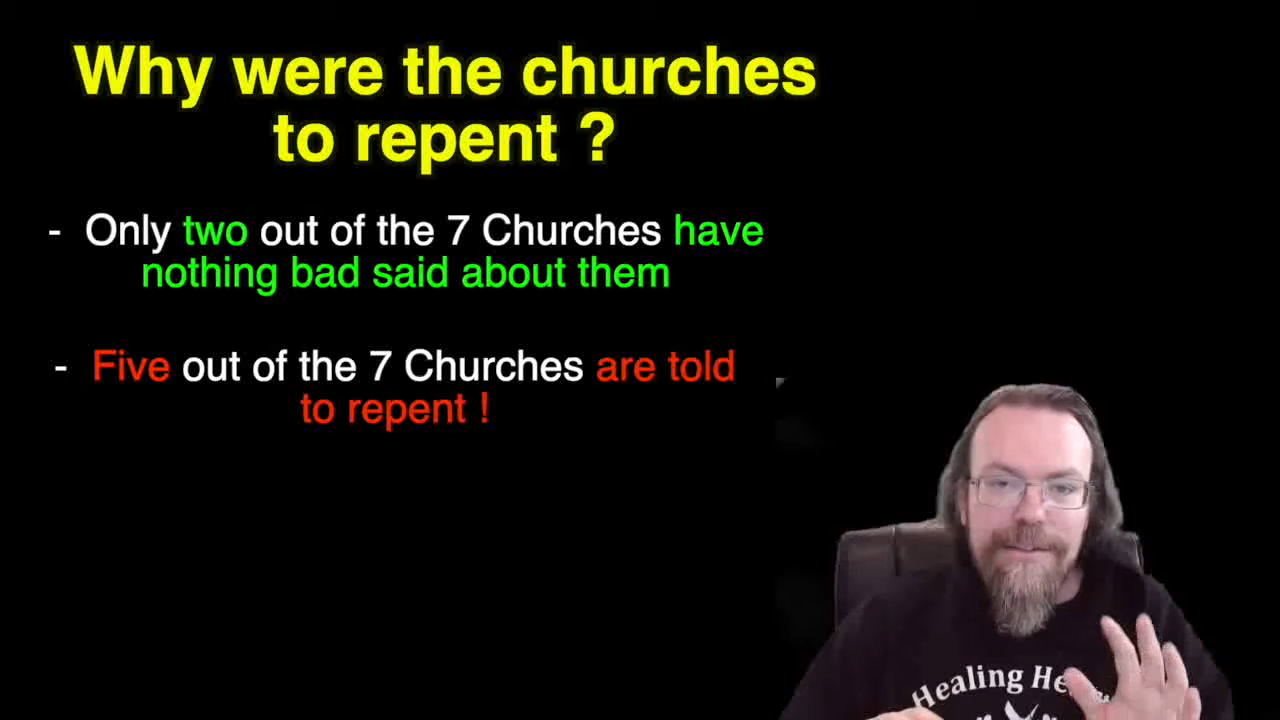 Why were the churches
to repent ?
- Only two out of the 7 Churches have
nothing bad said about them
- Five out of the 7 Churches are told
to repent !
Healing